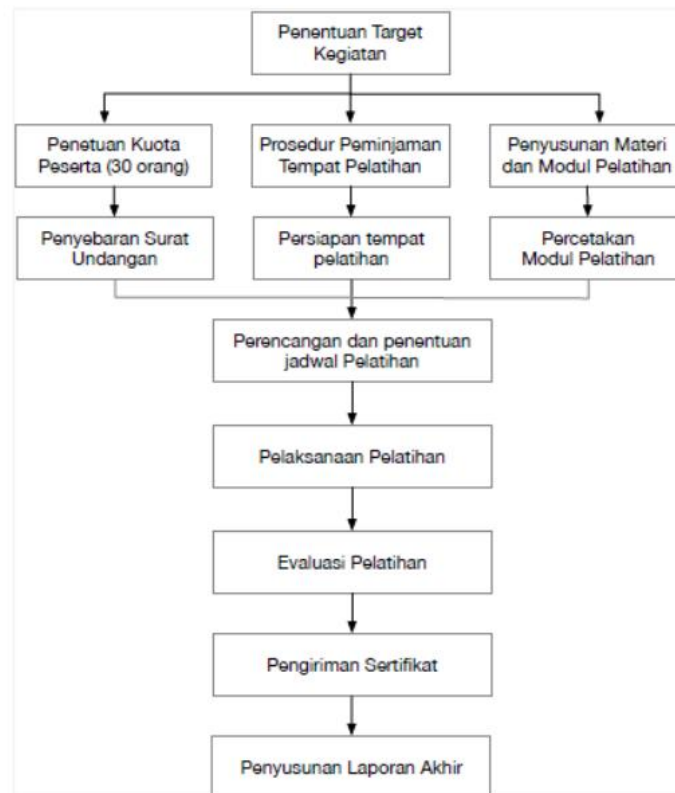 Penentuan Target
Kegiatan
Penetuan Kuota
Peserta (30 orang)
Prosedur Peminjaman
Tempat Pelatihan
Penyusunan Materi
dan Modul Pelatihan
Penyebaran Surat
Undangan
Persiapan tempat
pelatihan
Percetakan
Modul Pelatihan
Perencangan dan penentuan
jadwal Pelatihan
Pelaksanaan Pelatihan
Evaluasi Pelatihan
Pengiriman Sertifikat
Penyusunan Laporan Akhir